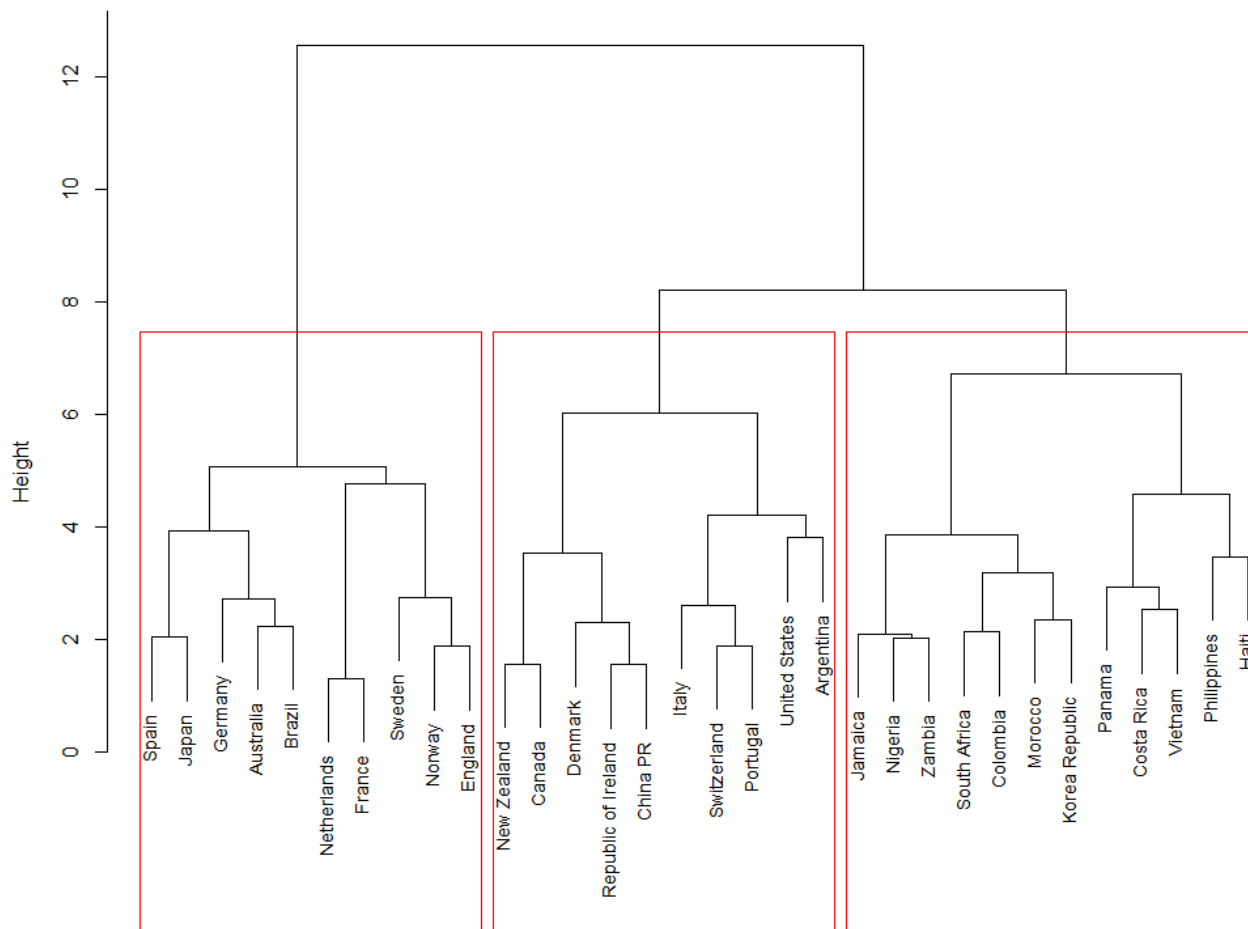 Height
12
10
8
6
4
2
0
Spain
Japan
Germany
Australia
Brazil
Netherlands
France
Sweden
Norway
England
New Zealand
Canada
Denmark
Republic of Ireland
China PR
Italy
Switzerland
Portugal
United States
Argentina
Jamaica
Nigeria
Zambia
South Africa
Colombia
Morocco
Korea Republic
Panama
Costa Rica
Vietnam
Philippines
Haiti